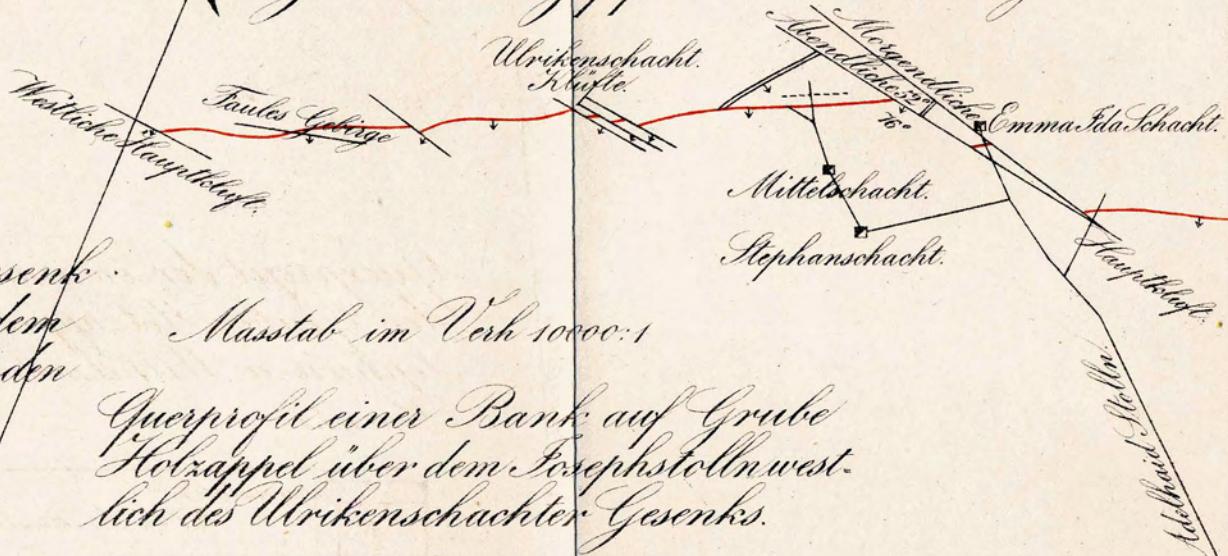 Ulrikenschacht.
Klüfte.
Morgendliche
Abendliche 52°
76°
Westliche Hauptkluft.
Faules Gebirge
Emma Ida Schacht.
Mittelschacht.
Stephanschacht.
Hauptkluft.
senk
dem
den
Masstab im Verh 10000:1
Querprofil einer Bank auf Grube
Holzappel über dem Josephstolln west-
lich des Ulrikenschachter Gesenks.
Adelhaid Stolln.